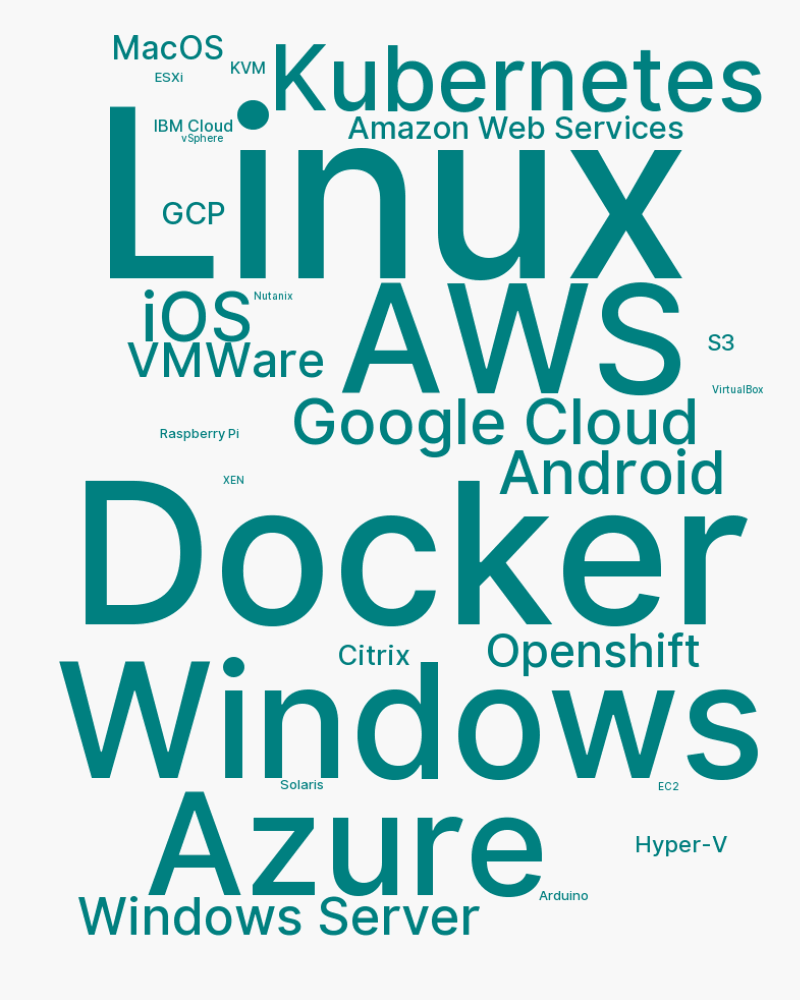 MacOS
KVM
Kubernetes
ESXi
IBM Cloud
Amazon Web Services
vSphere
Linux
GCP
iOS
Nutanix
AWS
VMWare
S3
VirtualBox
Google Cloud
Raspberry Pi
Android
XEN
Docker
Citrix
Openshift
Windows
Solaris
EC2
Azure
Hyper-V
Arduino
Windows Server